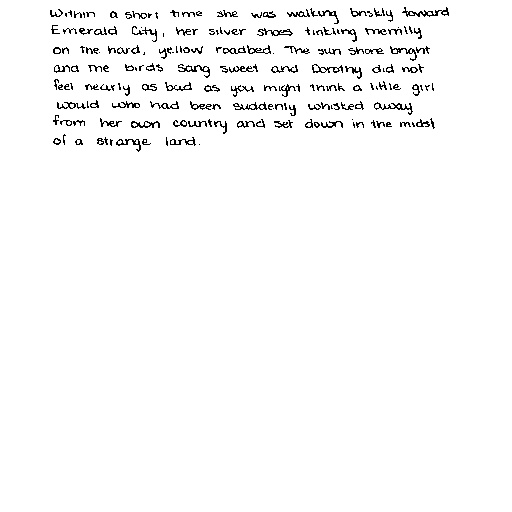 Within a short time she was walking briskly toward
Emerald City, her silver shoes tinkling merrily
on the hard, yellow roadbed. The sun shone bright
and the birds sang sweet and Dorothy did not
feel nearly as bad as you might think a little girl
would who had been suddenly whisked away
from her own country and set down in the midst
of a strange land.